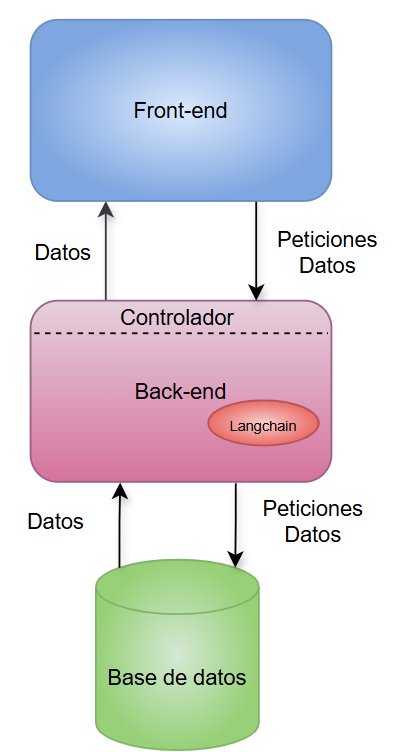 Front-end
Datos
Peticiones
Datos
Controlador
Back-end
Langchain
Datos
Peticiones
Datos
Base de datos